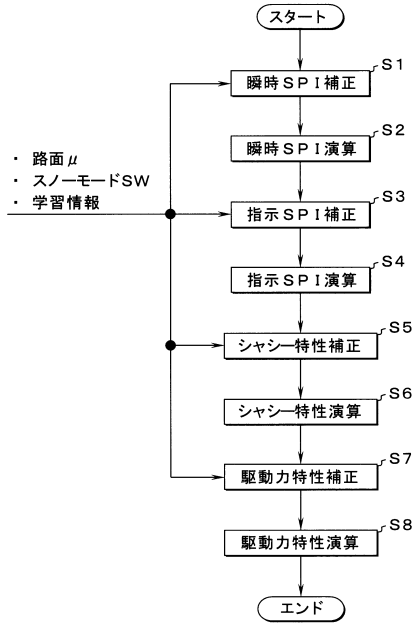 スタート
S1
瞬時SPI補正
S2
瞬時SPI演算
・ 路面μ
・ スノーモードSW
・ 学習情報
S3
指示SPI補正
S4
指示SPI演算
S5
シャシー特性補正
S6
シャシー特性演算
S7
駆動力特性補正
S8
駆動力特性演算
エンド